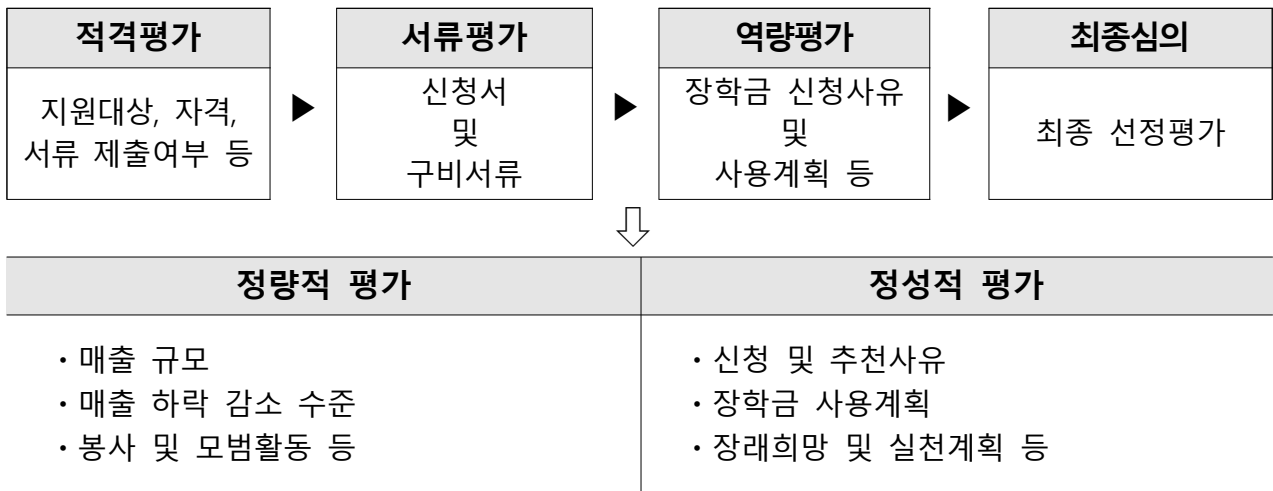 적격평가
지원대상, 자격,
서류 제출여부 등
▶
서류평가
신청서
및
구비서류
▶
역량평가
장학금 신청사유
및
사용계획 등
▶
최종심의
최종 선정평가
정량적 평가
・매출 규모
・매출 하락 감소 수준
・봉사 및 모범활동 등
정성적 평가
・신청 및 추천사유
・장학금 사용계획
・장래희망 및 실천계획 등